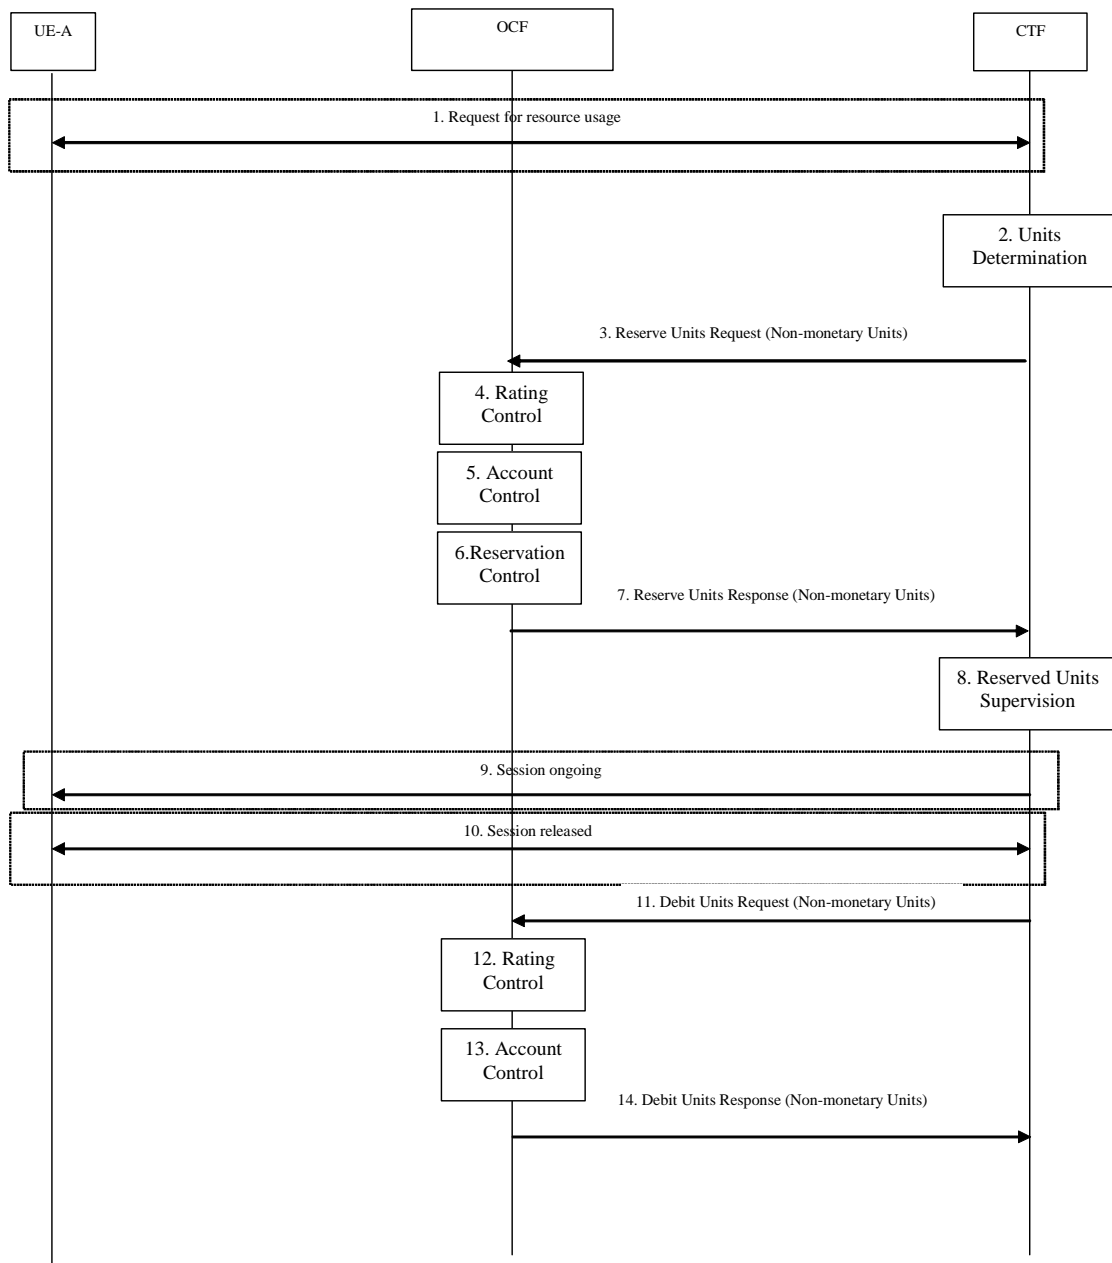 UE-A
OCF
CTF
1. Request for resource usage
2. Units
Determination
3. Reserve Units Request (Non-monetary Units)
4. Rating
Control
5. Account
Control
6.Reservation
Control
7. Reserve Units Response (Non-monetary Units)
8. Reserved Units
Supervision
9. Session ongoing
10. Session released
11. Debit Units Request (Non-monetary Units)
12. Rating
Control
13. Account
Control
14. Debit Units Response (Non-monetary Units)